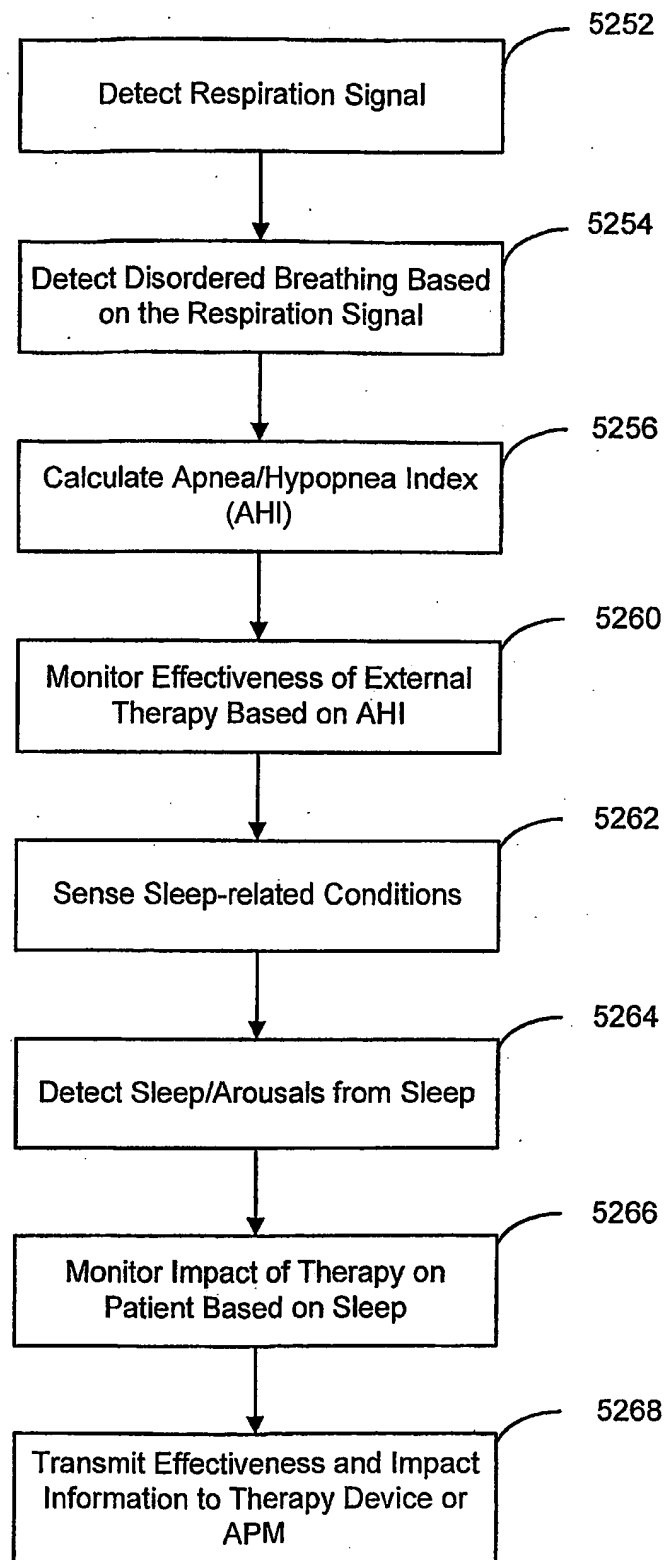 5252
Detect Respiration Signal
5254
Detect Disordered Breathing Based
on the Respiration Signal
5256
Calculate Apnea/Hypopnea Index
(AHI)
5260
Monitor Effectiveness of External
Therapy Based on AHI
5262
Sense Sleep-related Conditions
5264
Detect Sleep/Arousals from Sleep
5266
Monitor Impact of Therapy on
Patient Based on Sleep
5268
Transmit Effectiveness and Impact
Information to Therapy Device or
APM